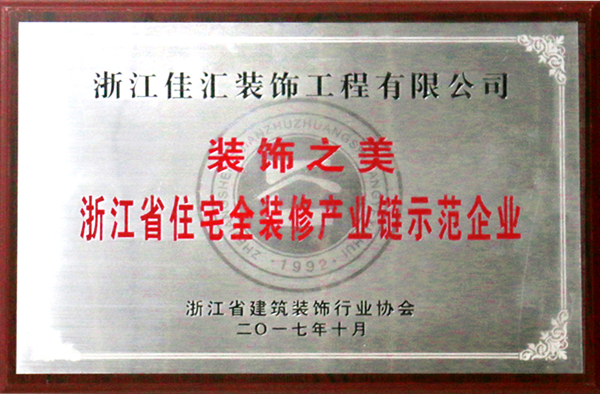 浙江佳汇装饰工程有限公司
装饰之美
浙江省住宅全装修产业链示范企业
1992
浙江省建筑装饰行业协会
二〇一七年十月